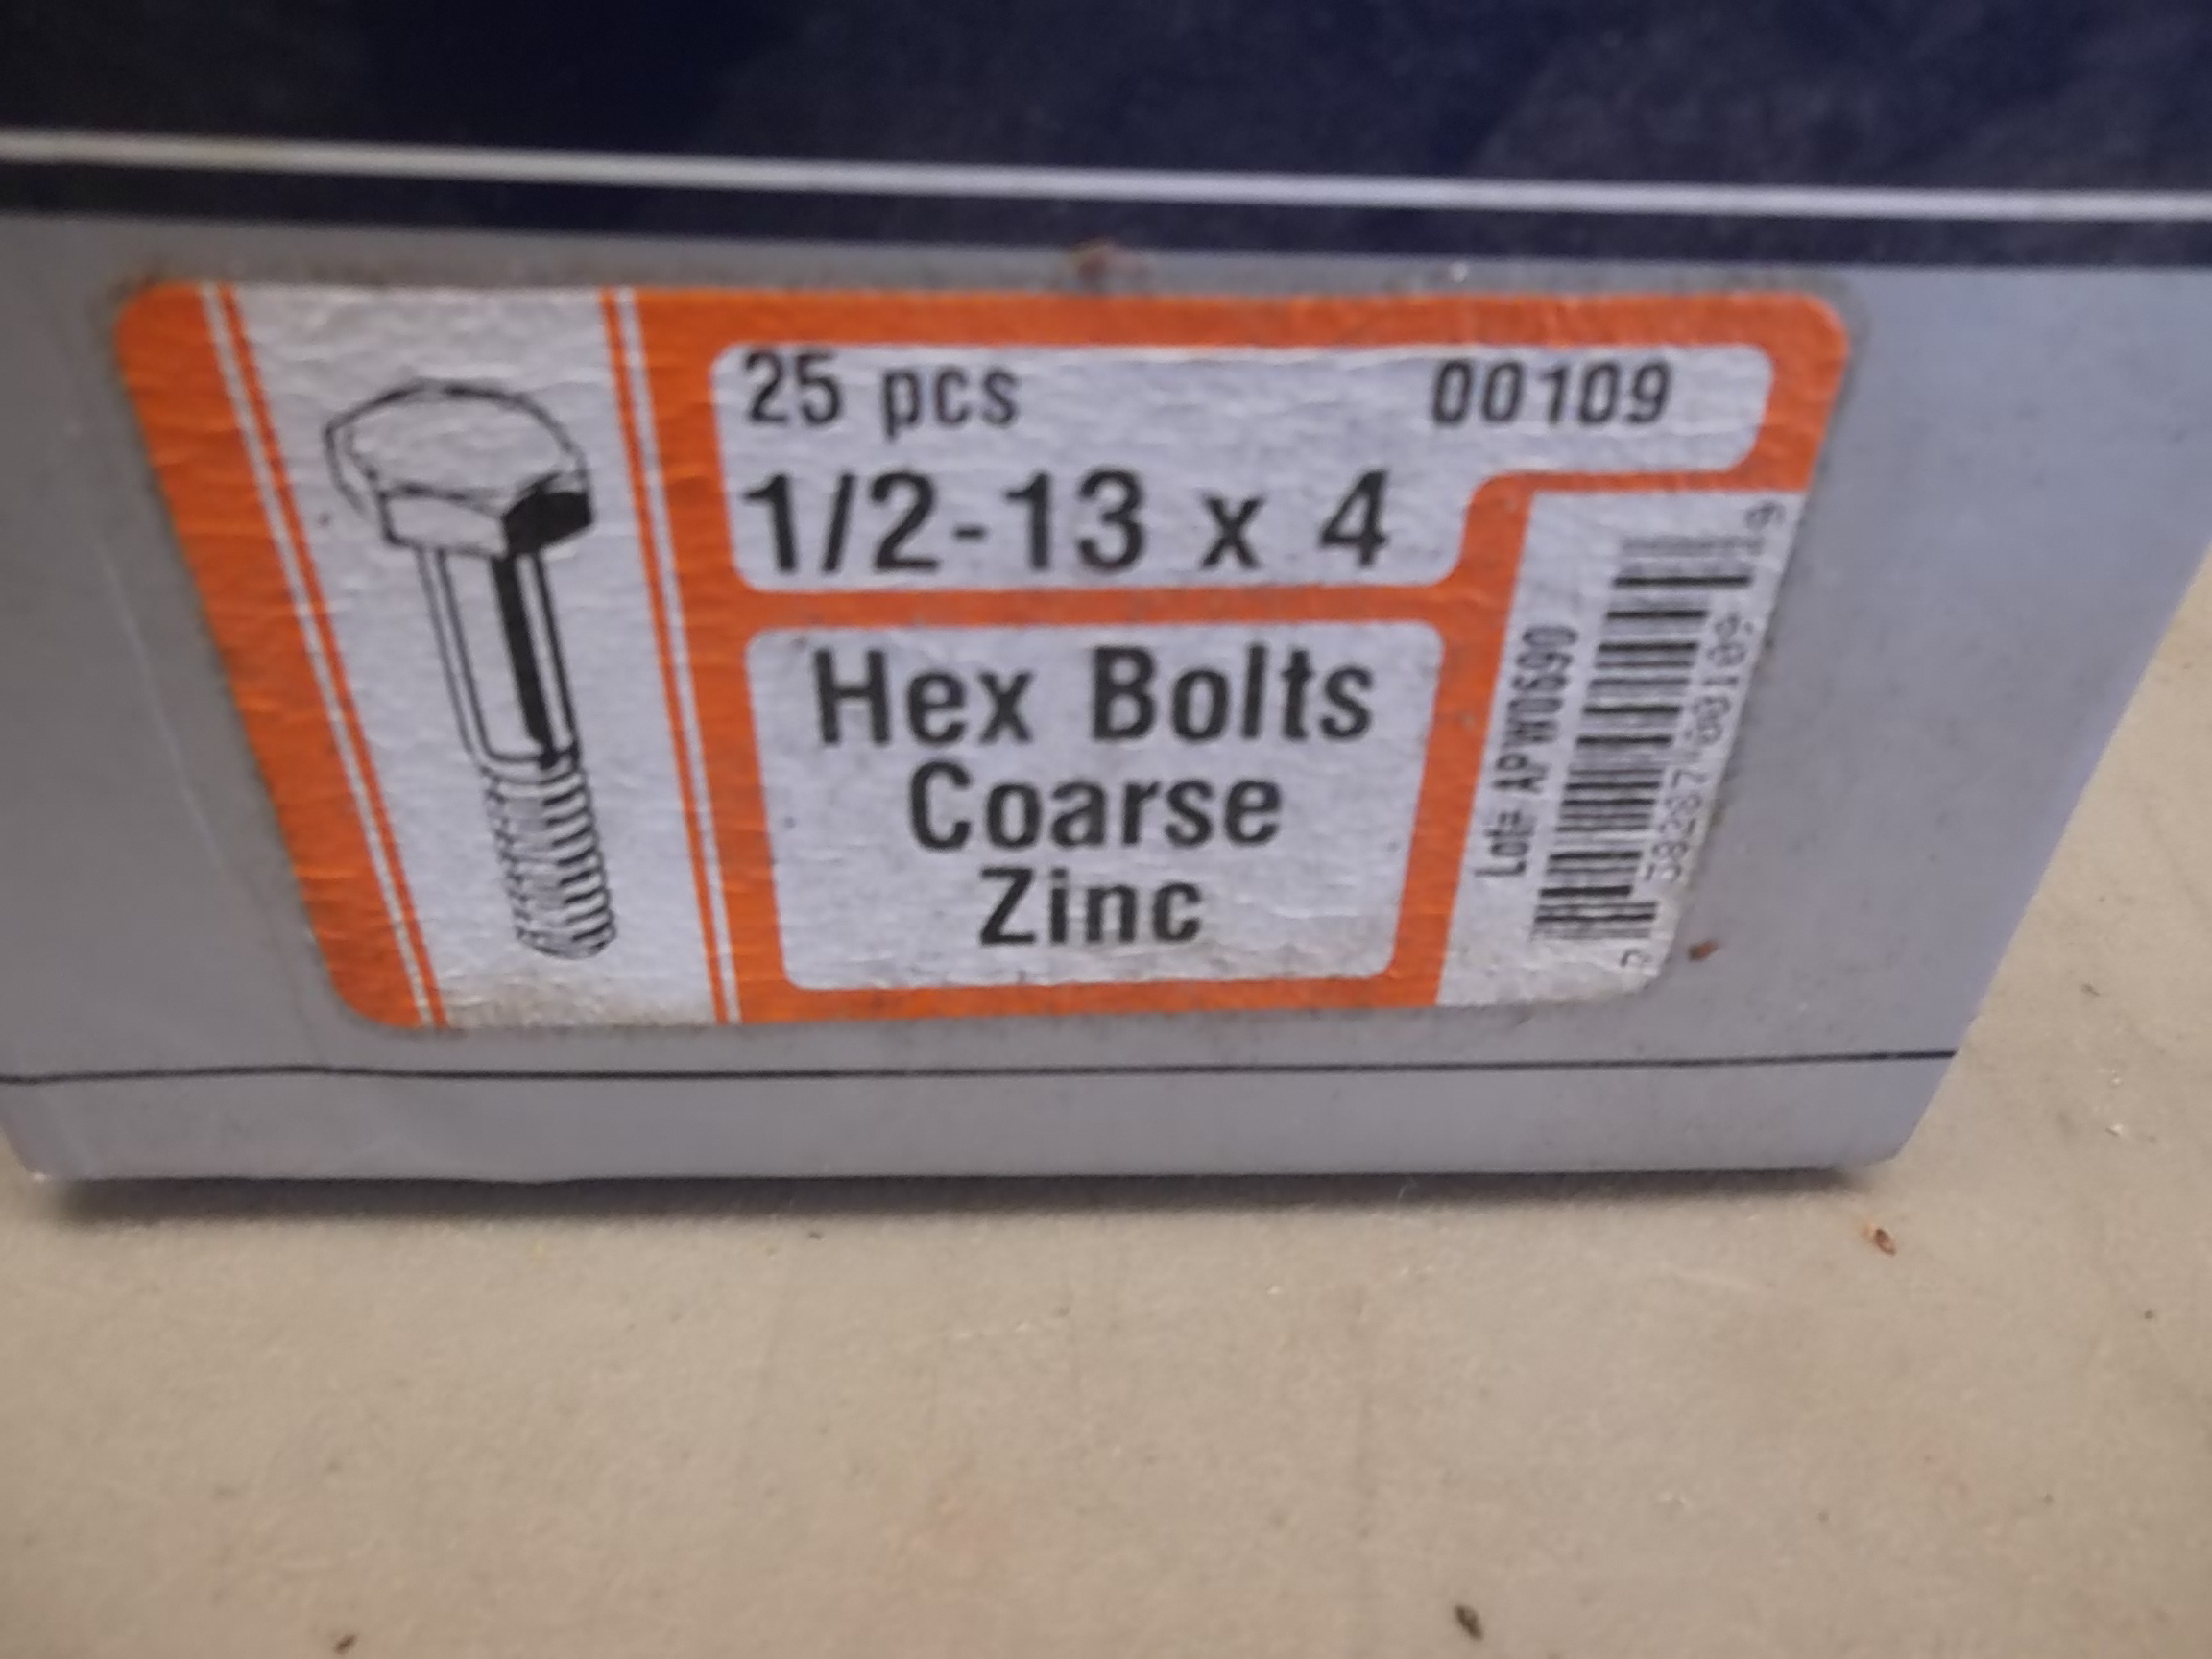 25 pcs 00109
1/2-13 x 4
Hex Bolts
Coarse
Zinc
Lot= APW0690